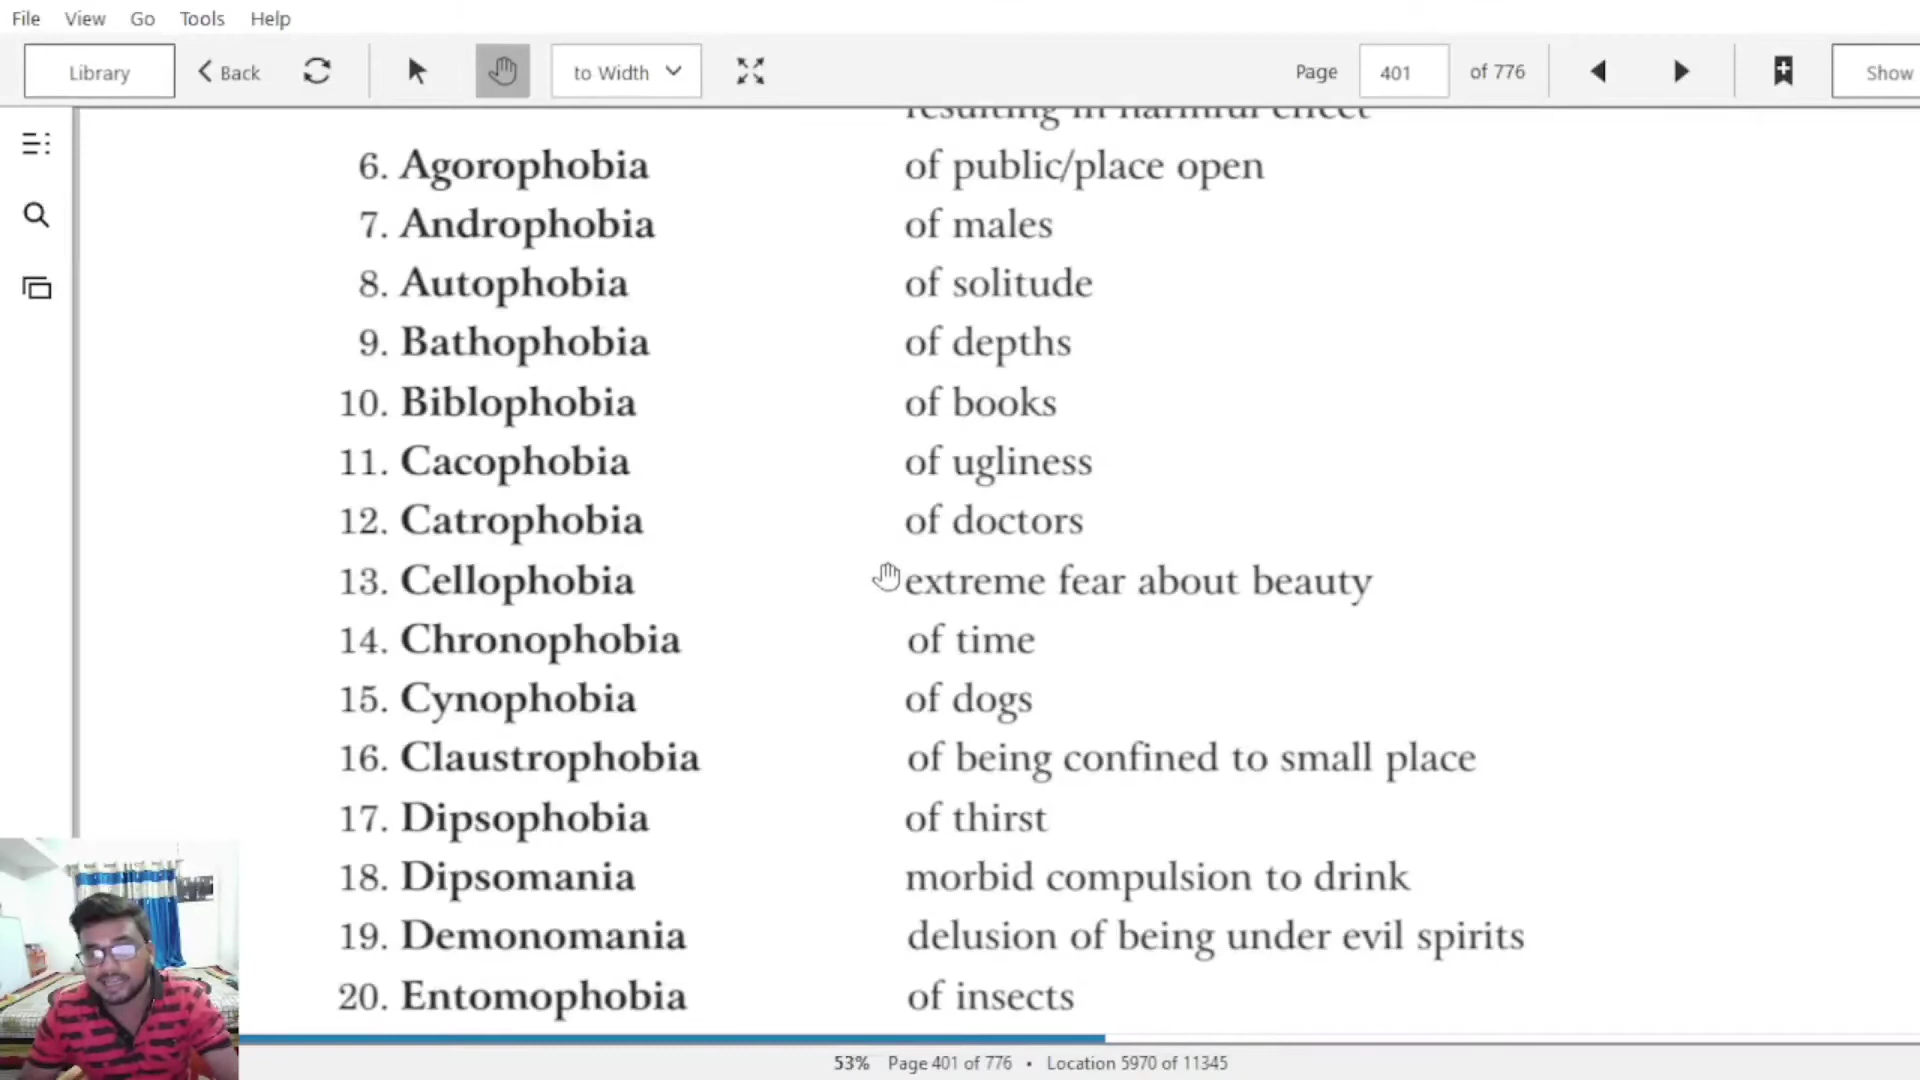 File View Go Tools Help
Library Back to Width Page 401 of 776 Show
resulting in harmful effect
6. Agorophobia of public/place open
7. Androphobia of males
8. Autophobia of solitude
9. Bathophobia of depths
10. Biblophobia of books
11. Cacophobia of ugliness
12. Catrophobia of doctors
13. Cellophobia extreme fear about beauty
14. Chronophobia of time
15. Cynophobia of dogs
16. Claustrophobia of being confined to small place
17. Dipsophobia of thirst
18. Dipsomania morbid compulsion to drink
19. Demonomania delusion of being under evil spirits
20. Entomophobia of insects
53% Page 401 of 776 • Location 5970 of 11345